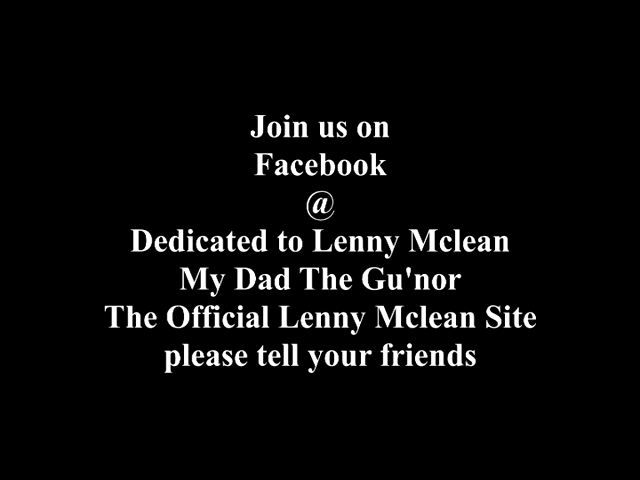 Join us on
Facebook
@
Dedicated to Lenny Mclean
My Dad The Gu'nor
The Official Lenny Mclean Site
please tell your friends